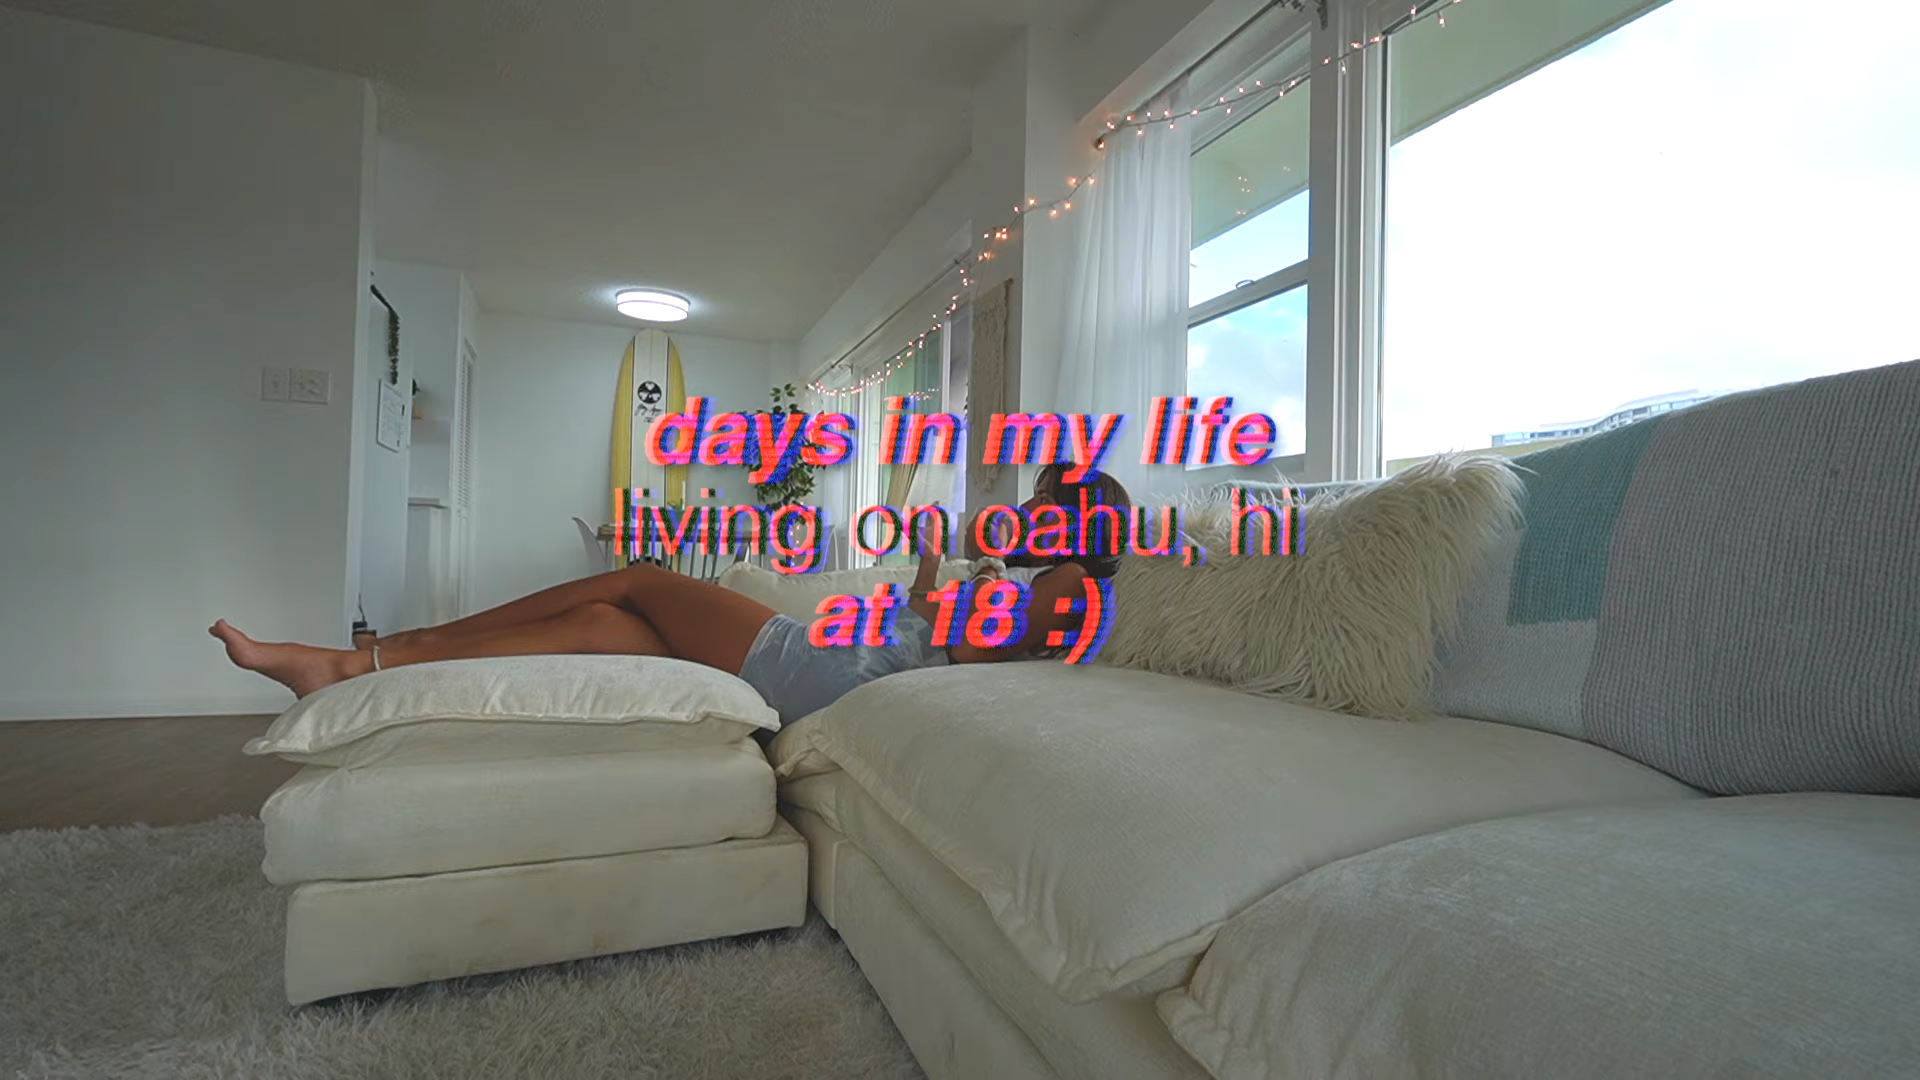 days in my life
living on oahu, hi
at 18 :)